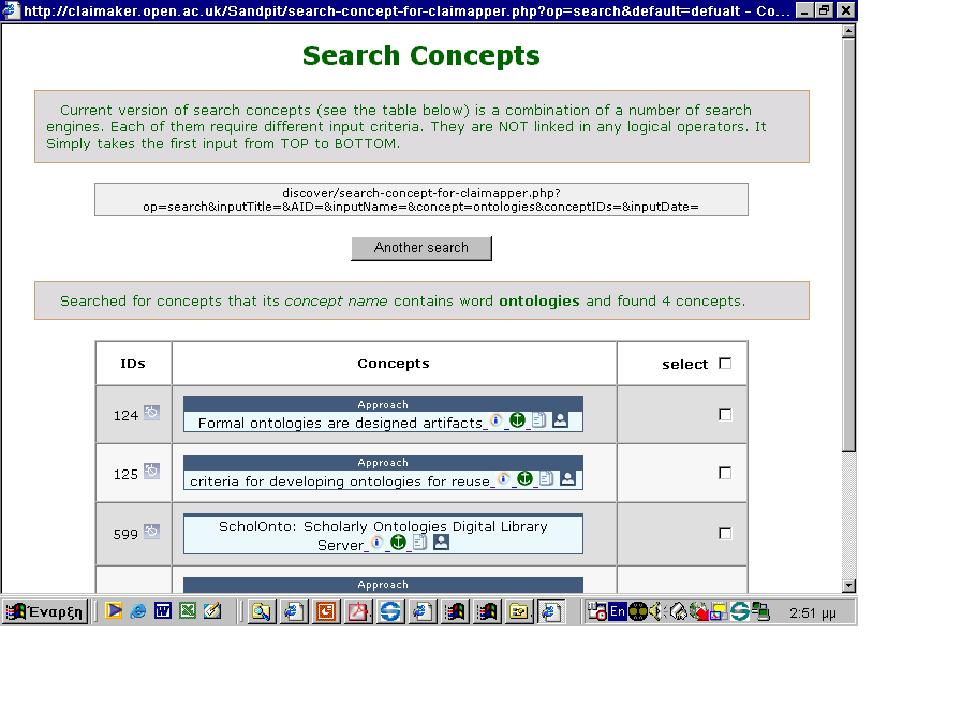 http://claimaker.open.ac.uk/Sandpit/search-concept-for-claimapper.php?op=search&default=defualt - Co...
Search Concepts
Current version of search concepts (see the table below) is a combination of a number of search
engines. Each of them require different input criteria. They are NOT linked in any logical operators. It
Simply takes the first input from TOP to BOTTOM.
discover/search-concept-for-claimapper.php?
op=search&inputTitle=&AID=&inputName=&concept=ontologies&conceptIDs=&inputDate=
Another search
Searched for concepts that its concept name contains word ontologies and found 4 concepts.
IDs Concepts select
Approach
124 Formal ontologies are designed artifacts
Approach
125 criteria for developing ontologies for reuse
ScholOnto: Scholarly Ontologies Digital Library
599 Server
Approach
Έναρξη En 2:51 μμ